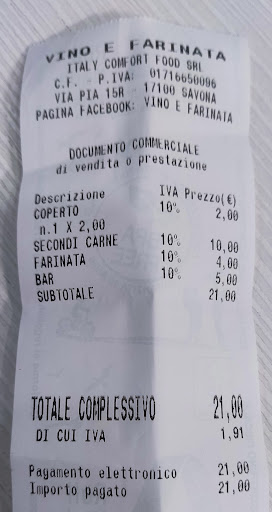 VINO E FARINATA
ITALY COMFORT FOOD SRL
C.F. - P.IVA: 01716650096
VIA PIA 15R - 17100 SAVONA
PAGINA FACEBOOK: VINO E FARINATA
DOCUMENTO COMMERCIALE
di vendita o prestazione
Descrizione IVA Prezzo(€)
COPERTO 10% 2,00
n.1 X 2,00
SECONDI CARNE 10% 10,00
FARINATA 10% 4,00
BAR 10% 5,00
SUBTOTALE 21,00
TOTALE COMPLESSIVO 21,00
DI CUI IVA 1,91
Pagamento elettronico 21,00
Importo pagato 21,00